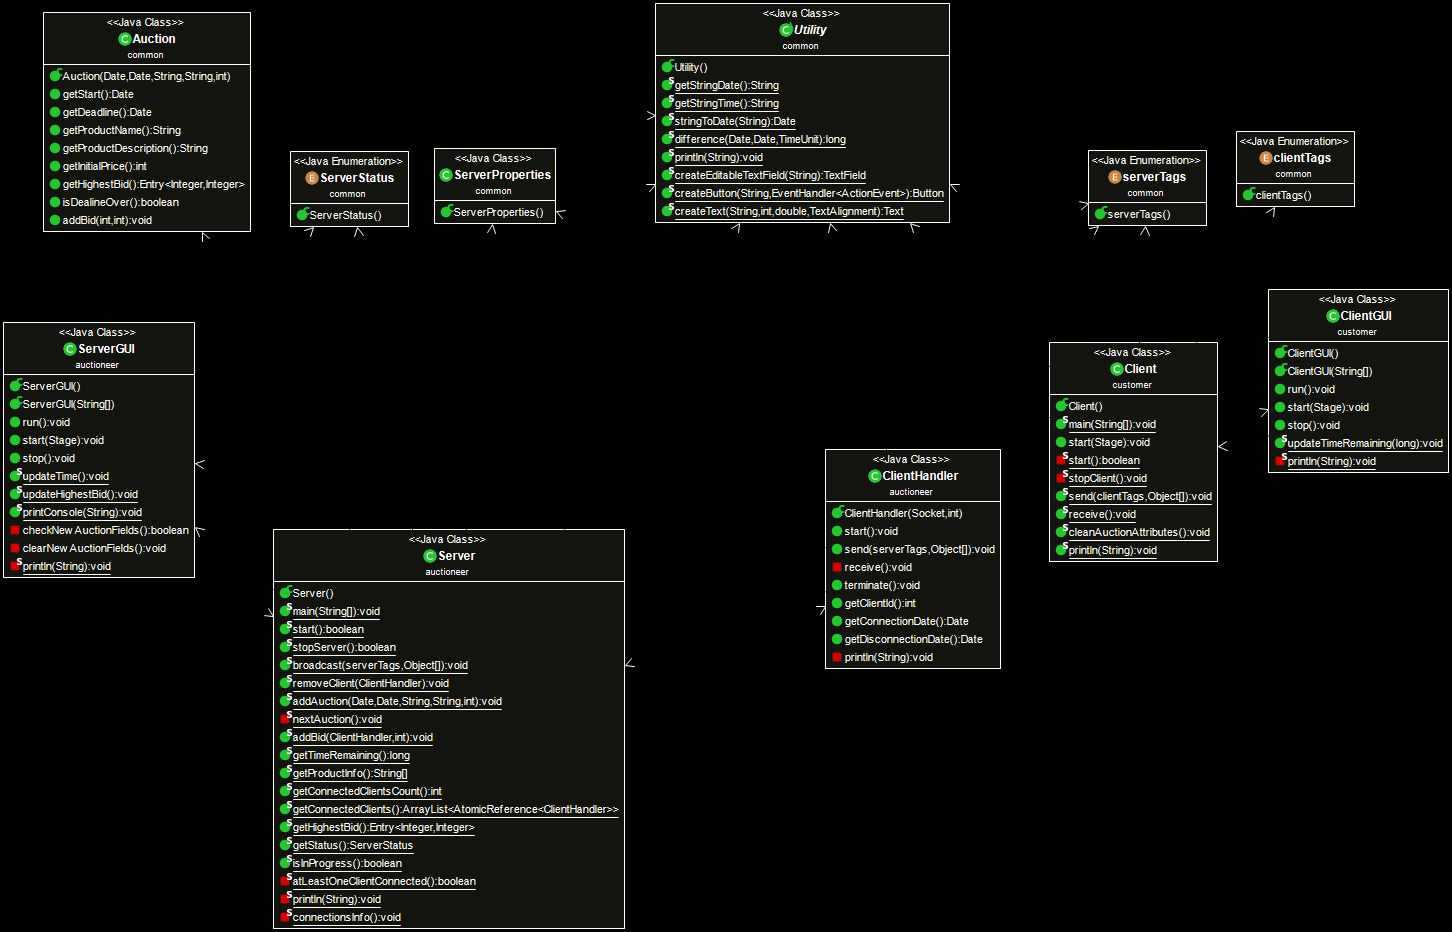 <<Java Class>>
Auction
common
Auction(Date,Date,String,String,int)
getStart():Date
getDeadline():Date
getProductName():String
getProductDescription():String
getInitialPrice():int
getHighestBid():Entry<Integer,Integer>
isDealineOver():boolean
addBid(int,int):void
<<Java Enumeration>>
ServerStatus
common
ServerStatus()
<<Java Class>>
ServerProperties
common
ServerProperties()
<<Java Class>>
Utility
common
Utility()
getStringDate():String
getStringTime():String
stringToDate(String):Date
difference(Date,Date,TimeUnit):long
println(String):void
createEditableTextField(String):TextField
createButton(String,EventHandler<ActionEvent>):Button
createText(String,int,double,TextAlignment):Text
<<Java Enumeration>>
serverTags
common
serverTags()
<<Java Enumeration>>
clientTags
common
clientTags()
<<Java Class>>
ServerGUI
auctioneer
ServerGUI()
ServerGUI(String[])
run():void
start(Stage):void
stop():void
updateTime():void
updateHighestBid():void
printConsole(String):void
checkNewAuctionFields():boolean
clearNewAuctionFields():void
println(String):void
<<Java Class>>
Server
auctioneer
Server()
main(String[]):void
start():boolean
stopServer():boolean
broadcast(serverTags,Object[]):void
removeClient(ClientHandler):void
addAuction(Date,Date,String,String,int):void
nextAuction():void
addBid(ClientHandler,int):void
getTimeRemaining():long
getProductInfo():String[]
getConnectedClientsCount():int
getConnectedClients():ArrayList<AtomicReference<ClientHandler>>
getHighestBid():Entry<Integer,Integer>
getStatus():ServerStatus
isInProgress():boolean
atLeastOneClientConnected():boolean
println(String):void
connectionsInfo():void
<<Java Class>>
ClientHandler
auctioneer
ClientHandler(Socket,int)
start():void
send(serverTags,Object[]):void
receive():void
terminate():void
getClientId():int
getConnectionDate():Date
getDisconnectionDate():Date
println(String):void
<<Java Class>>
Client
customer
Client()
main(String[]):void
start(Stage):void
start():boolean
stopClient():void
send(clientTags,Object[]):void
receive():void
cleanAuctionAttributes():void
println(String):void
<<Java Class>>
ClientGUI
customer
ClientGUI()
ClientGUI(String[])
run():void
start(Stage):void
stop():void
updateTimeRemaining(long):void
println(String):void